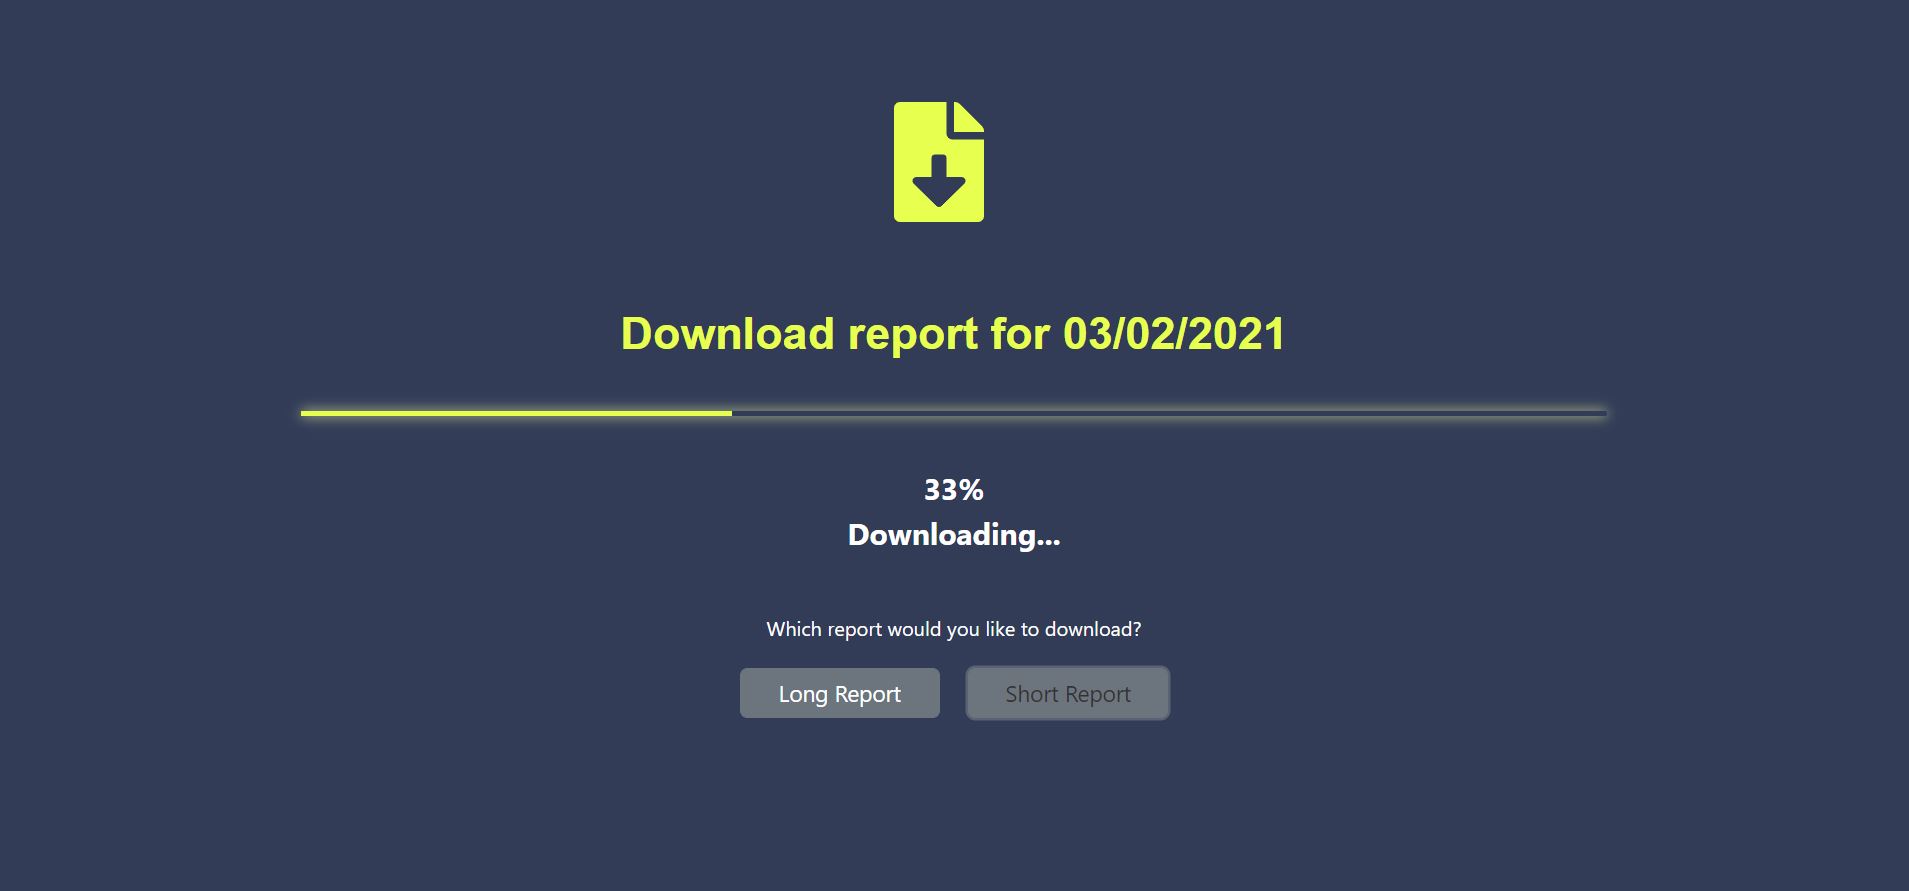 Download report for 03/02/2021
33%
Downloading...
Which report would you like to download?
Long Report
Short Report